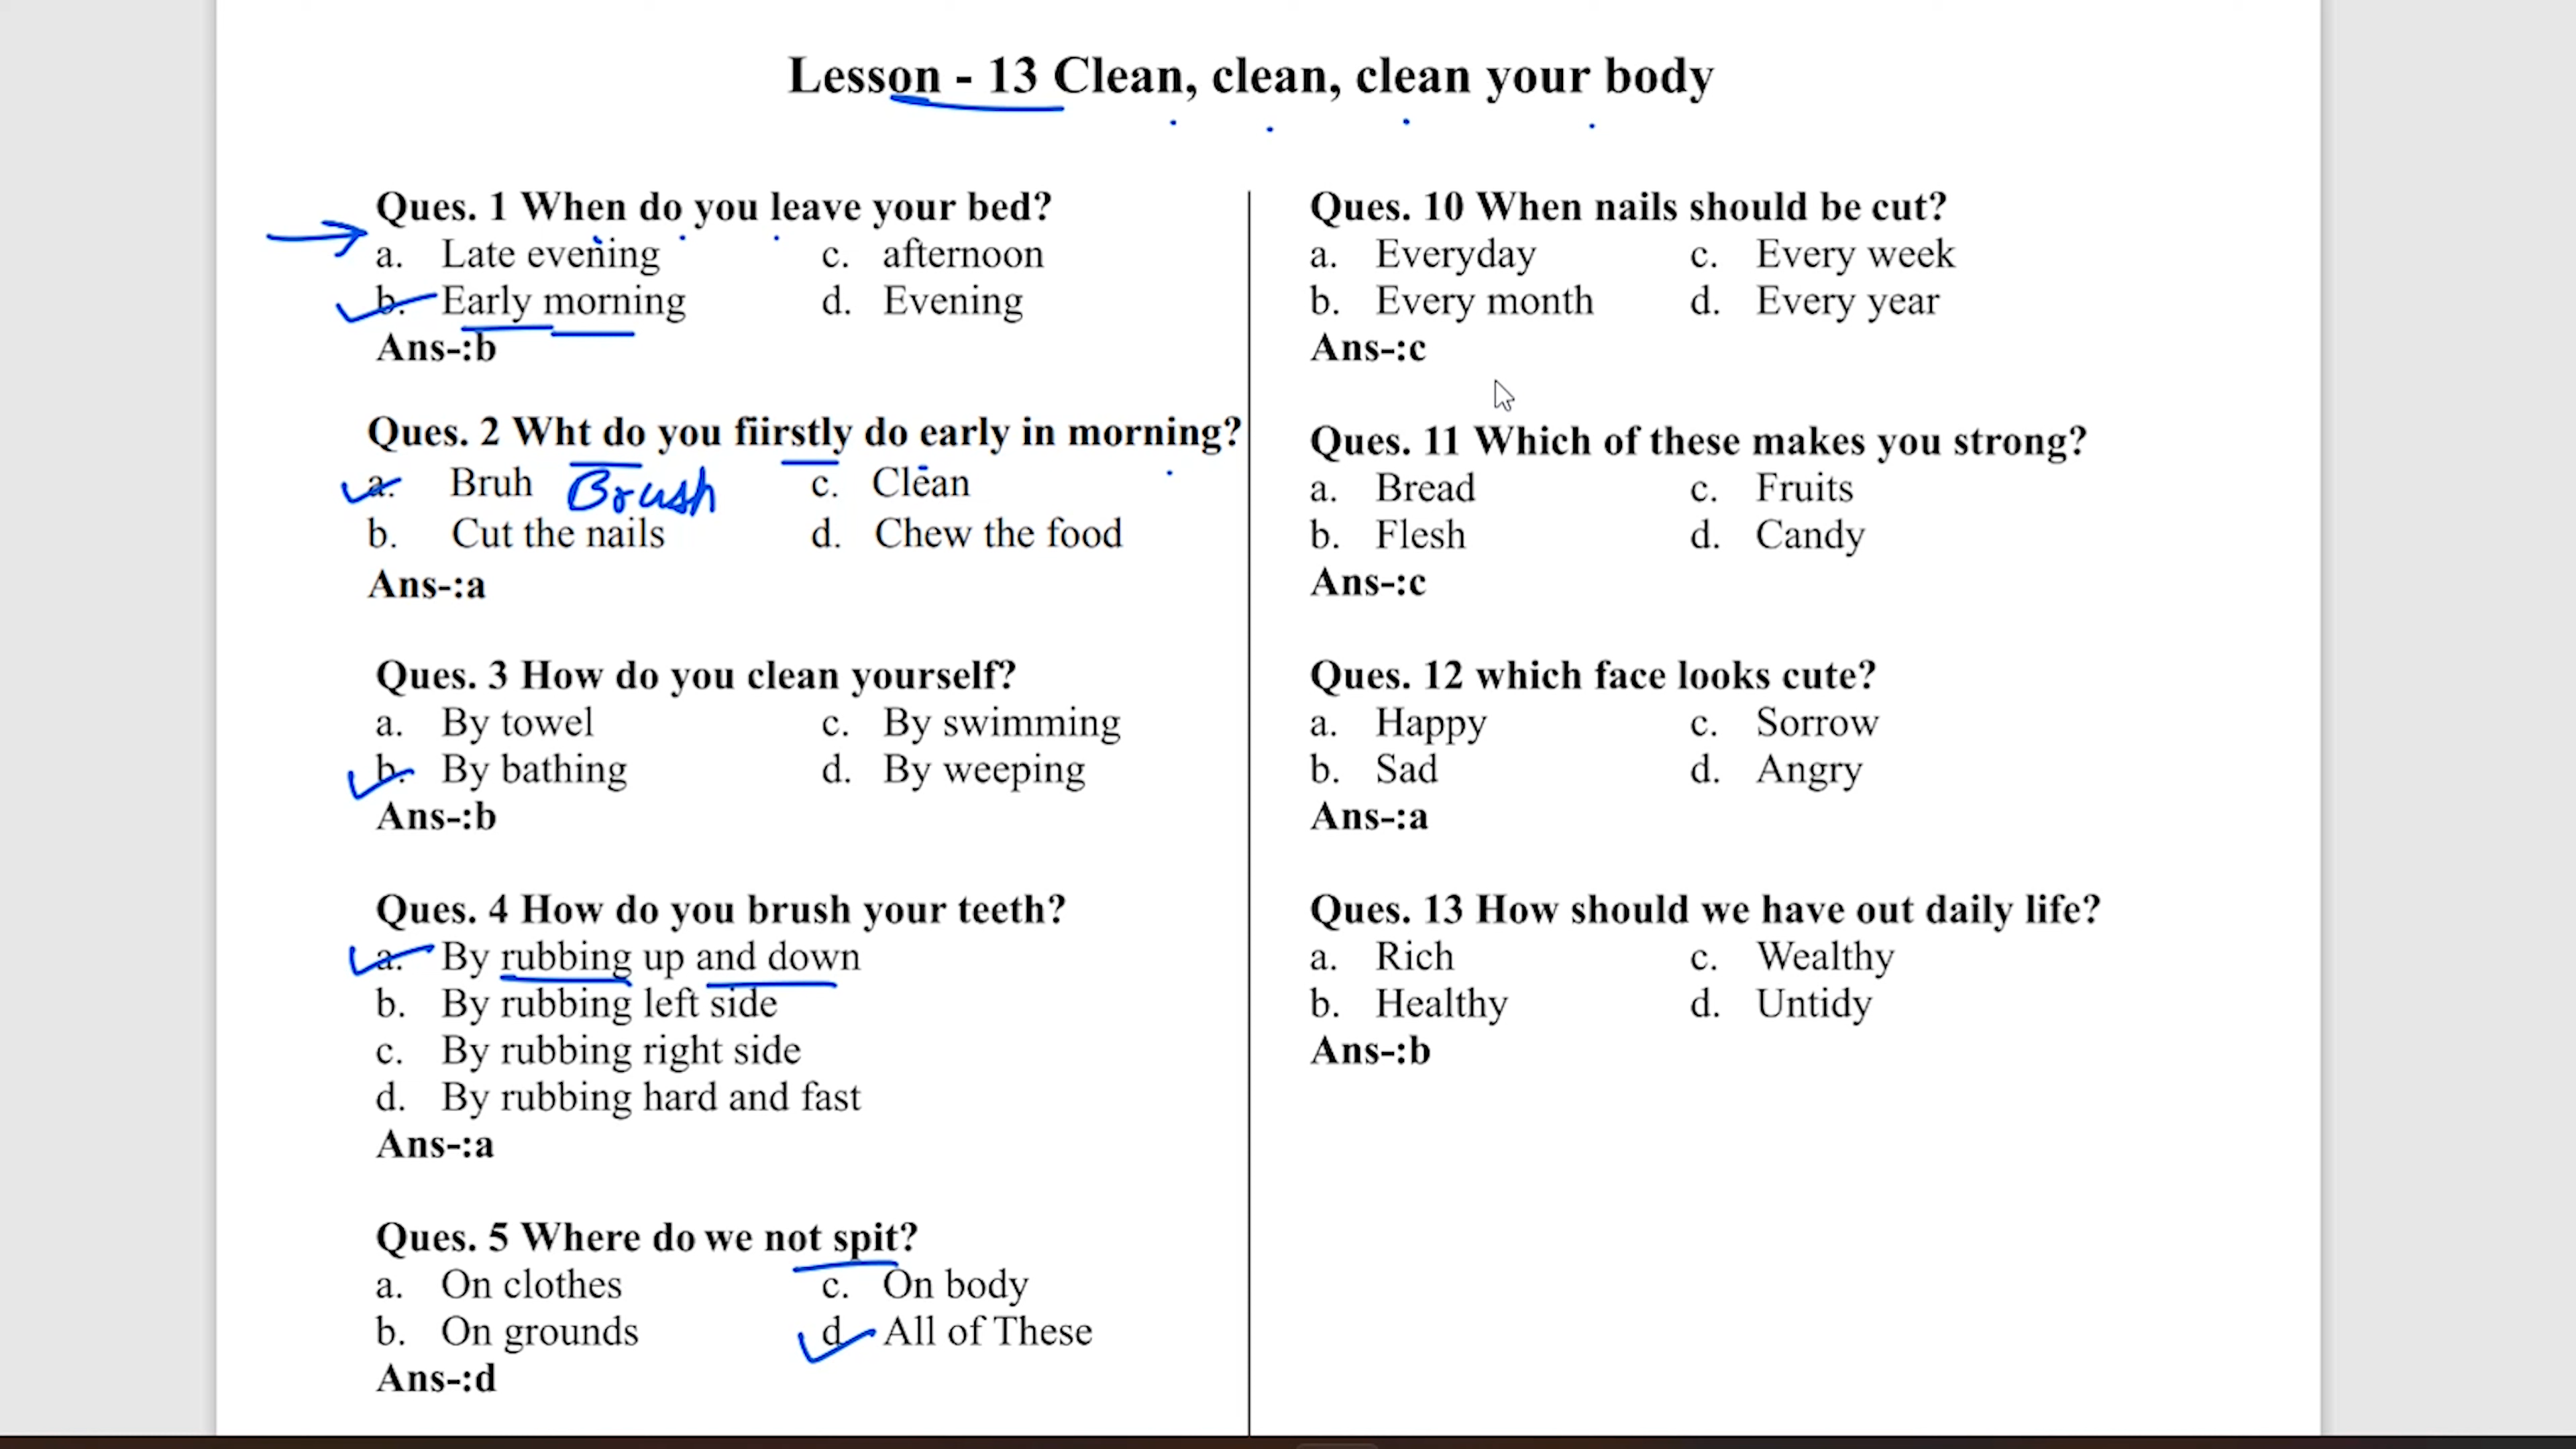 Lesson - 13 Clean, clean, clean your body
Ques. 1 When do you leave your bed?
a. Late evening c. afternoon
b. Early morning d. Evening
Ans-:b
Ques. 2 Wht do you fiirstly do early in morning?
a. Bruh Brush c. Clean
b. Cut the nails d. Chew the food
Ans-:a
Ques. 3 How do you clean yourself?
a. By towel c. By swimming
b. By bathing d. By weeping
Ans-:b
Ques. 4 How do you brush your teeth?
a. By rubbing up and down
b. By rubbing left side
c. By rubbing right side
d. By rubbing hard and fast
Ans-:a
Ques. 5 Where do we not spit?
a. On clothes c. On body
b. On grounds d. All of These
Ans-:d
Ques. 10 When nails should be cut?
a. Everyday c. Every week
b. Every month d. Every year
Ans-:c
Ques. 11 Which of these makes you strong?
a. Bread c. Fruits
b. Flesh d. Candy
Ans-:c
Ques. 12 which face looks cute?
a. Happy c. Sorrow
b. Sad d. Angry
Ans-:a
Ques. 13 How should we have out daily life?
a. Rich c. Wealthy
b. Healthy d. Untidy
Ans-:b